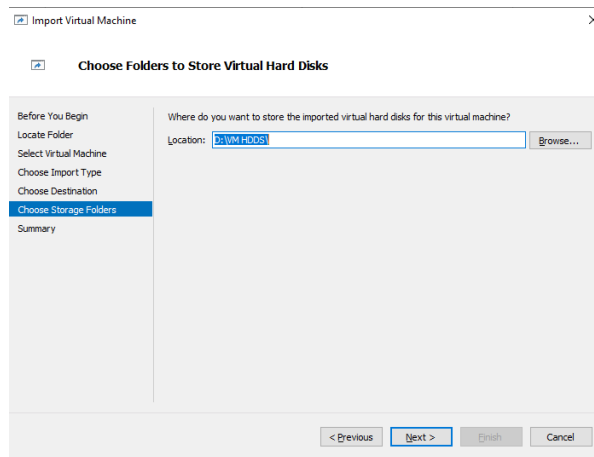 Import Virtual Machine
Choose Folders to Store Virtual Hard Disks
Before You Begin
Locate Folder
Select Virtual Machine
Choose Import Type
Choose Destination
Choose Storage Folders
Summary
Where do you want to store the imported virtual hard disks for this virtual machine?
Location: D:\VM HDDS\ Browse...
< Previous Next > Finish Cancel